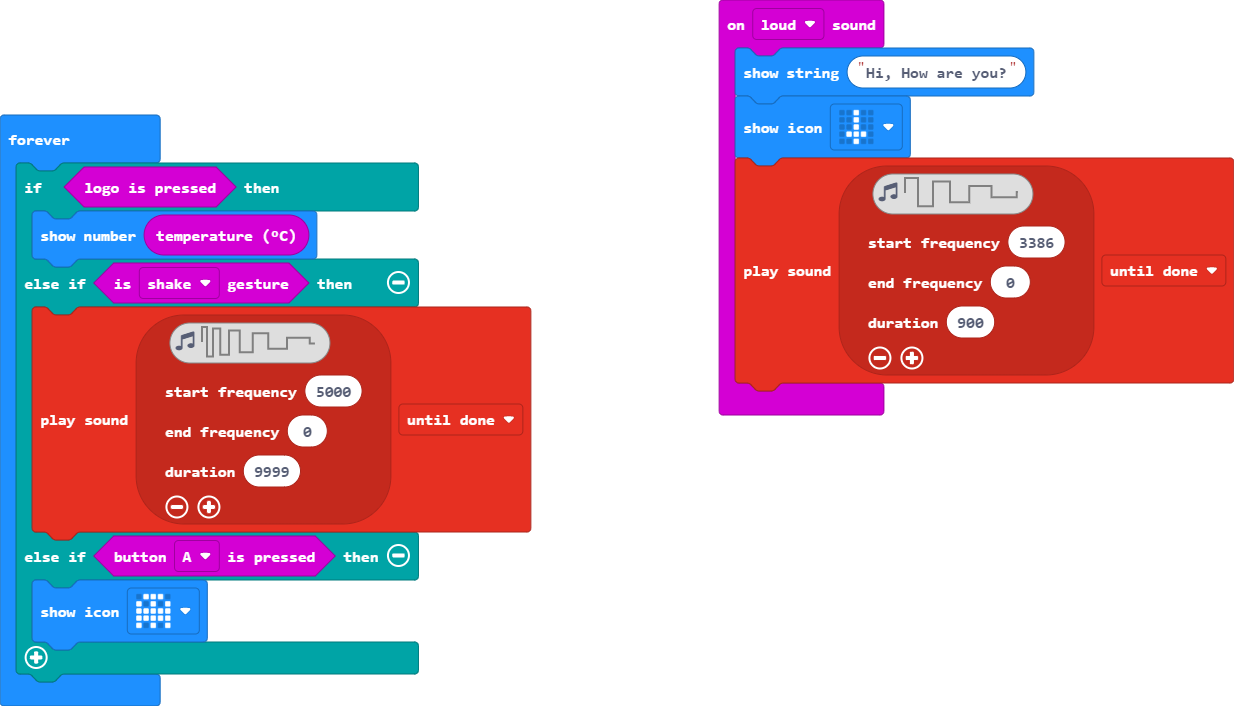 forever
if logo is pressed then
show number temperature (°C)
else if is shake gesture then
play sound
start frequency 5000
end frequency 0
duration 9999
until done
else if button A is pressed then
show icon
on loud sound
show string "Hi, How are you?"
show icon
play sound
start frequency 3386
end frequency 0
duration 900
until done